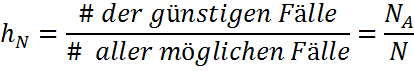 h_N = # der günstigen Fälle / # aller möglichen Fälle = N_A / N